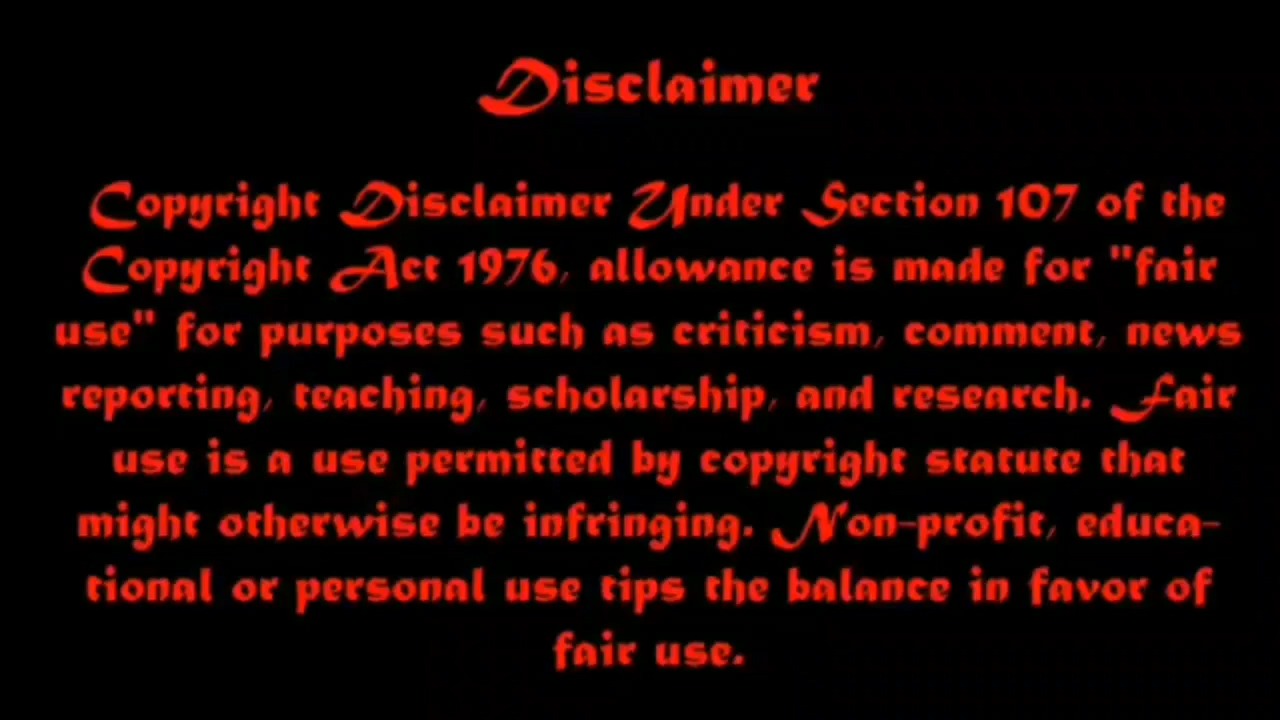 Disclaimer
Copyright Disclaimer Under Section 107 of the
Copyright Act 1976, allowance is made for "fair
use" for purposes such as criticism, comment, news
reporting, teaching, scholarship, and research. Fair
use is a use permitted by copyright statute that
might otherwise be infringing. Non-profit, educa-
tional or personal use tips the balance in favor of
fair use.